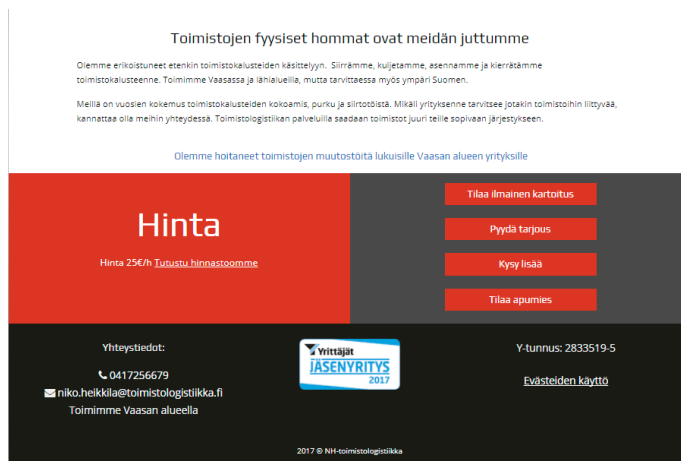 Toimistojen fyysiset hommat ovat meidän juttumme
Olemme erikoistuneet etenkin toimistokalusteiden käsittelyyn. Siirrämme, kuljetamme, asennamme ja kierrätämme
toimistokalusteenne. Toimimme Vaasassa ja lähialueilla, mutta tarvittaessa myös ympäri Suomen.
Meillä on vuosien kokemus toimistokalusteiden kokoamis, purku ja siirtotöistä. Mikäli yrityksenne tarvitsee jotakin toimistoihin liittyvää,
kannattaa olla meihin yhteydessä. Toimistologistiikan palveluilla saadaan toimistot juuri teille sopivaan järjestykseen.
Olemme hoitaneet toimistojen muutostöitä lukuisille Vaasan alueen yrityksille
Hinta
Hinta 25€/h Tutustu hinnastoomme
Tilaa ilmainen kartoitus
Pyydä tarjous
Kysy lisää
Tilaa apumies
Yhteystiedot:
0417256679
niko.heikkila@toimistologistiikka.fi
Toimimme Vaasan alueella
Yrittäjät
JÄSENYRITYS
2017
Y-tunnus: 2833519-5
Evästeiden käyttö
2017 © NH-toimistologistiikka